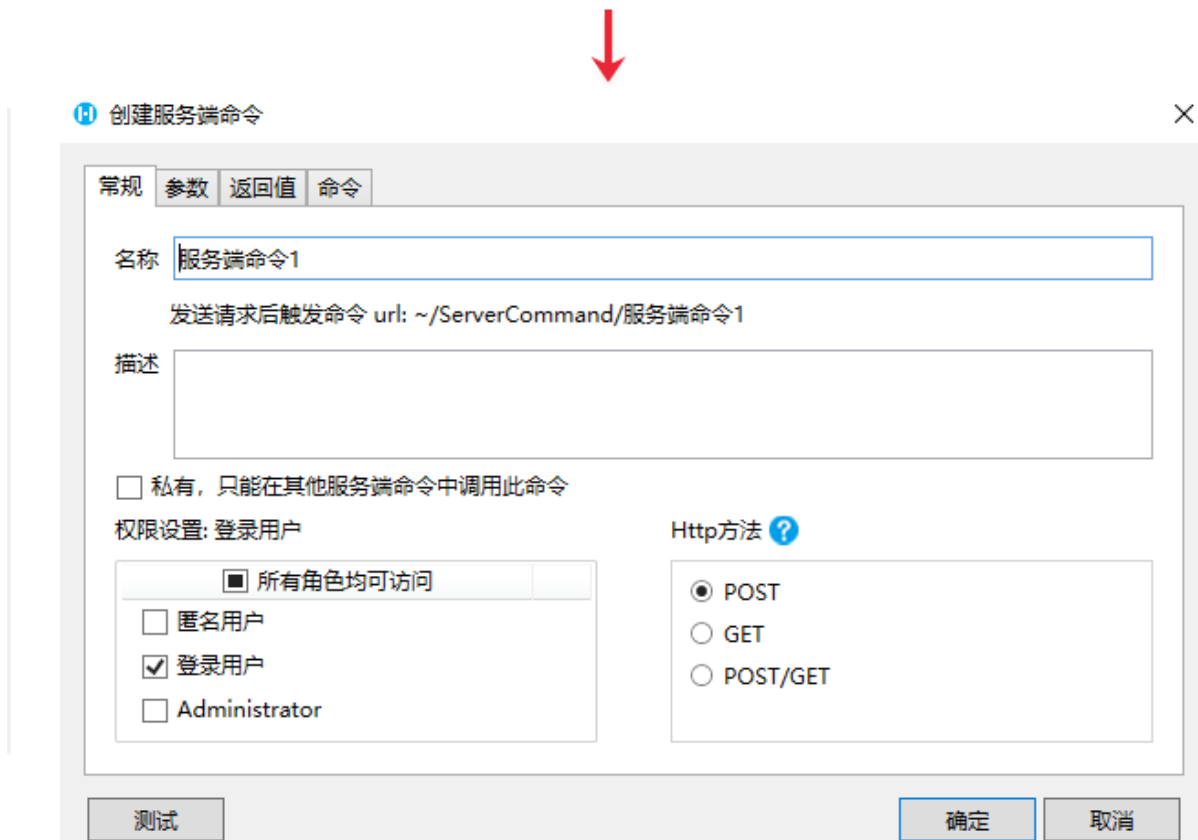 创建服务端命令
常规 参数 返回值 命令
名称 服务端命令1
发送请求后触发命令 url: ~/ServerCommand/服务端命令1
描述
私有，只能在其他服务端命令中调用此命令
权限设置: 登录用户 Http方法 ?
所有角色均可访问
匿名用户
登录用户
Administrator
POST
GET
POST/GET
测试 确定 取消